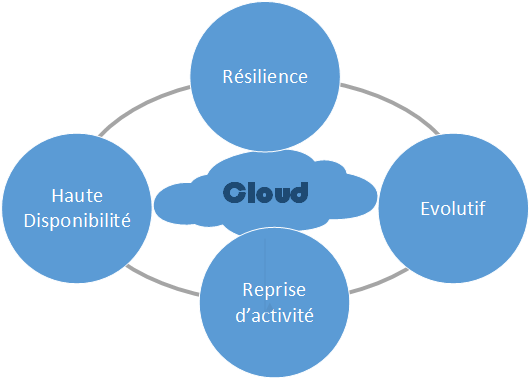 Résilience
Haute
Disponibilité
Cloud
Evolutif
Reprise
d’activité